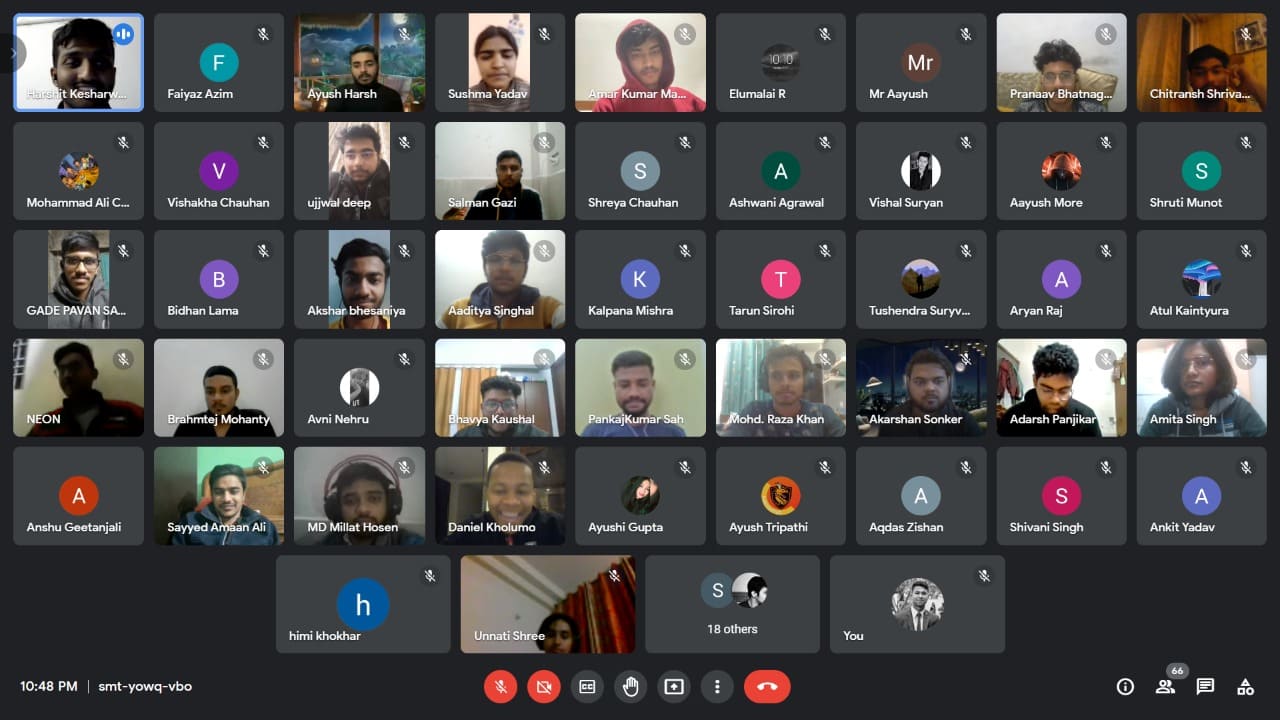 Harshit Kesharw...
F
Faiyaz Azim
Ayush Harsh
Sushma Yadav
Amar Kumar Ma...
10:10
Elumalai R
Mr
Mr Aayush
Pranaav Bhatnag...
Chitransh Shriva...
Mohammad Ali C...
V
Vishakha Chauhan
ujjwal deep
Salman Gazi
S
Shreya Chauhan
A
Ashwani Agrawal
Vishal Suryan
Aayush More
S
Shruti Munot
GADE PAVAN SA...
B
Bidhan Lama
Akshar bhesaniya
Aaditya Singhal
K
Kalpana Mishra
T
Tarun Sirohi
Tushendra Suryv...
A
Aryan Raj
Atul Kaintyura
NEON
Brahmtej Mohanty
Avni Nehru
Bhavya Kaushal
PankajKumar Sah
Mohd. Raza Khan
Akarshan Sonker
Adarsh Panjikar
Amita Singh
A
Anshu Geetanjali
Sayyed Amaan Ali
MD Millat Hosen
Daniel Kholumo
Ayushi Gupta
Ayush Tripathi
A
Aqdas Zishan
S
Shivani Singh
A
Ankit Yadav
h
himi khokhar
Unnati Shree
S
18 others
You
10:48 PM | smt-yowq-vbo
CC
66